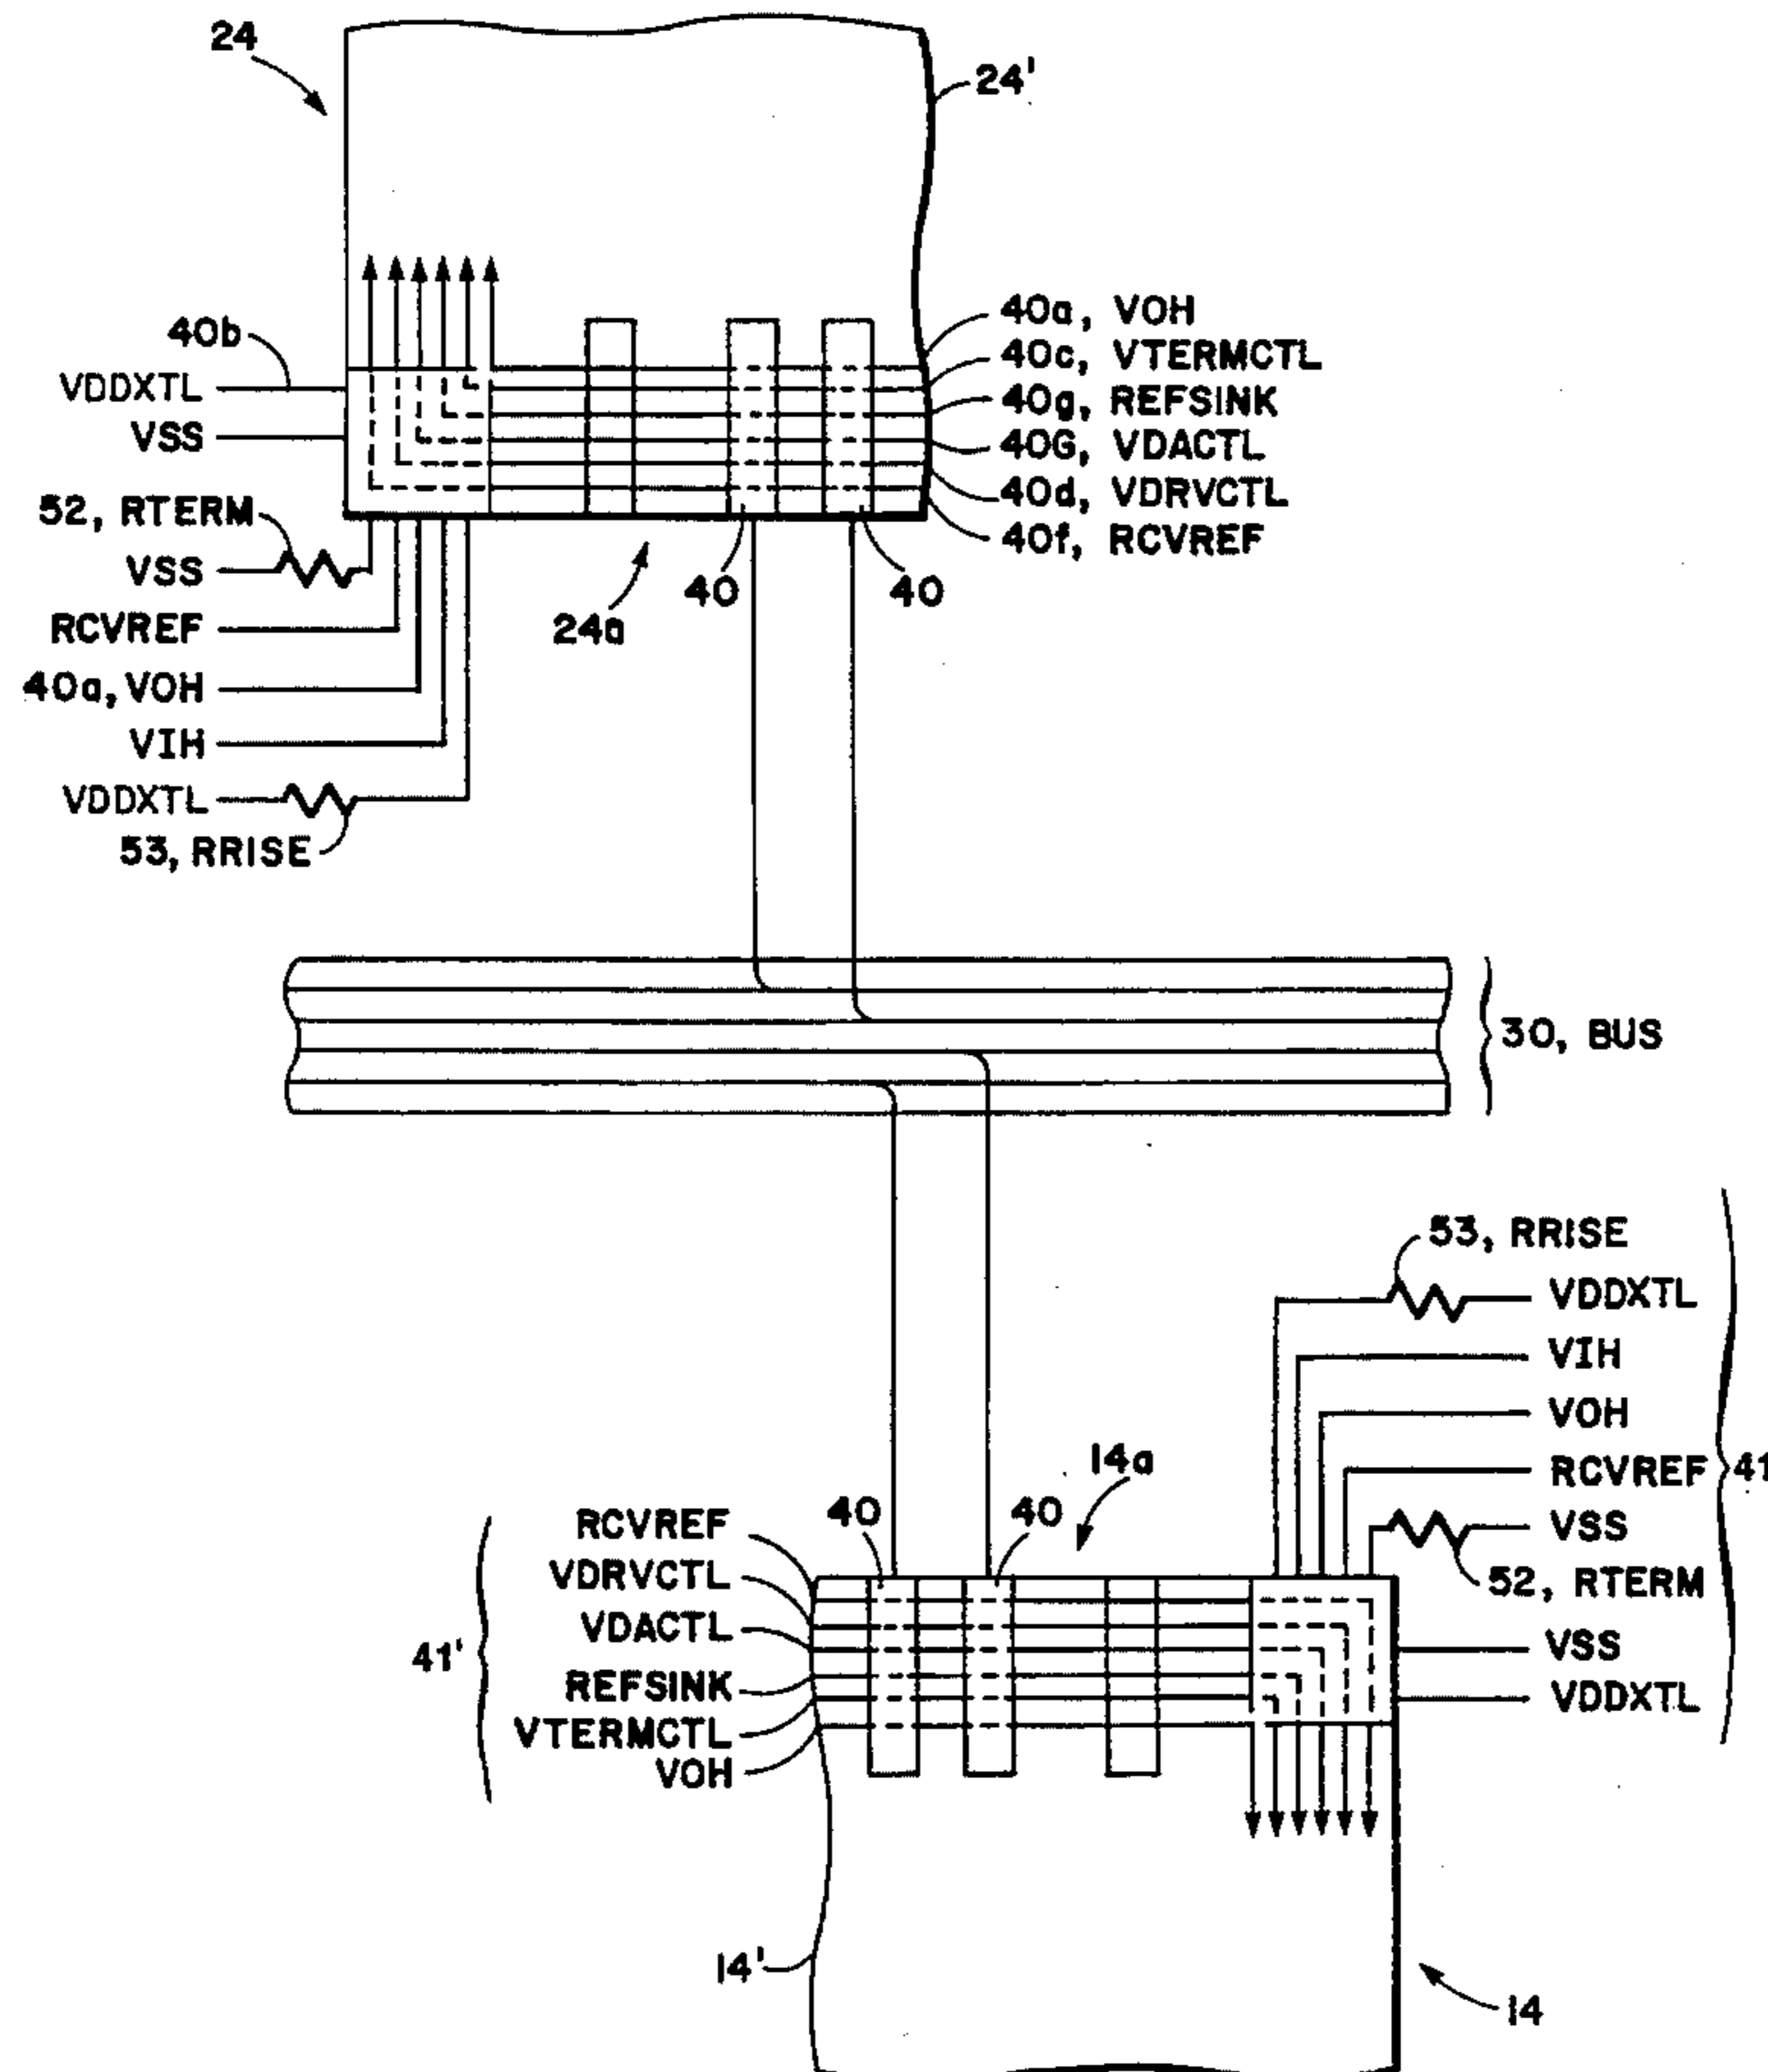 24
24'
40b
VDDXTL
VSS
52, RTERM
VSS
RCVREF
40a, VOH
VIH
VDDXTL
53, RRISE
40a, VOH
40c, VTERMCTL
40g, REFSINK
40G, VDACTL
40d, VDRVCTL
40f, RCVREF
40
40
24a
30, BUS
53, RRISE
VDDXTL
VIH
VOH
RCVREF
41
VSS
52, RTERM
VSS
VDDXTL
14a
40
40
RCVREF
VDRVCTL
VDACTL
41'
REFSINK
VTERMCTL
VOH
14'
14